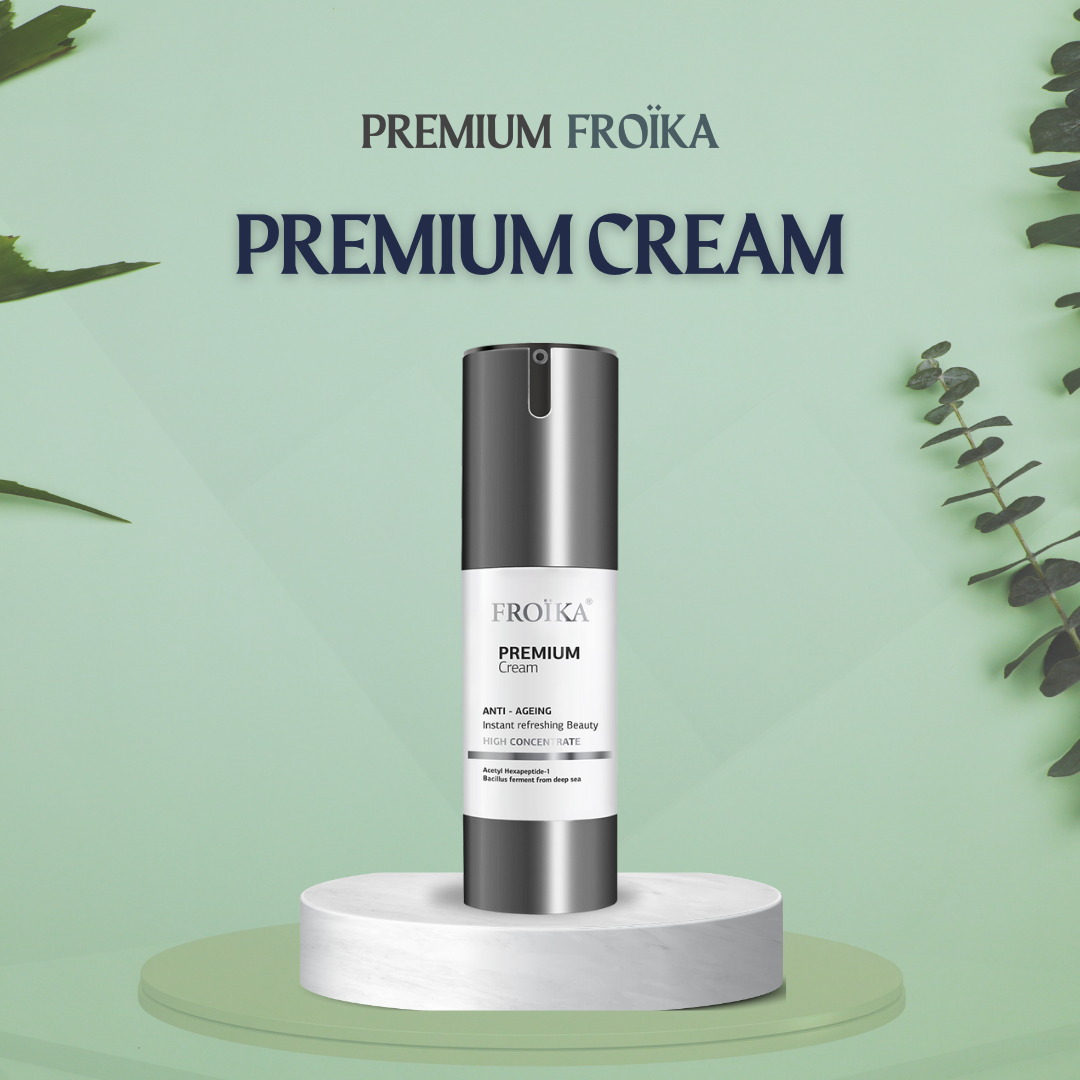 PREMIUM FROÏKA
PREMIUM CREAM
FROÏKA®
PREMIUM
Cream
ANTI - AGEING
Instant refreshing Beauty
HIGH CONCENTRATE
Acetyl Hexapeptide-1
Bacillus ferment from deep sea